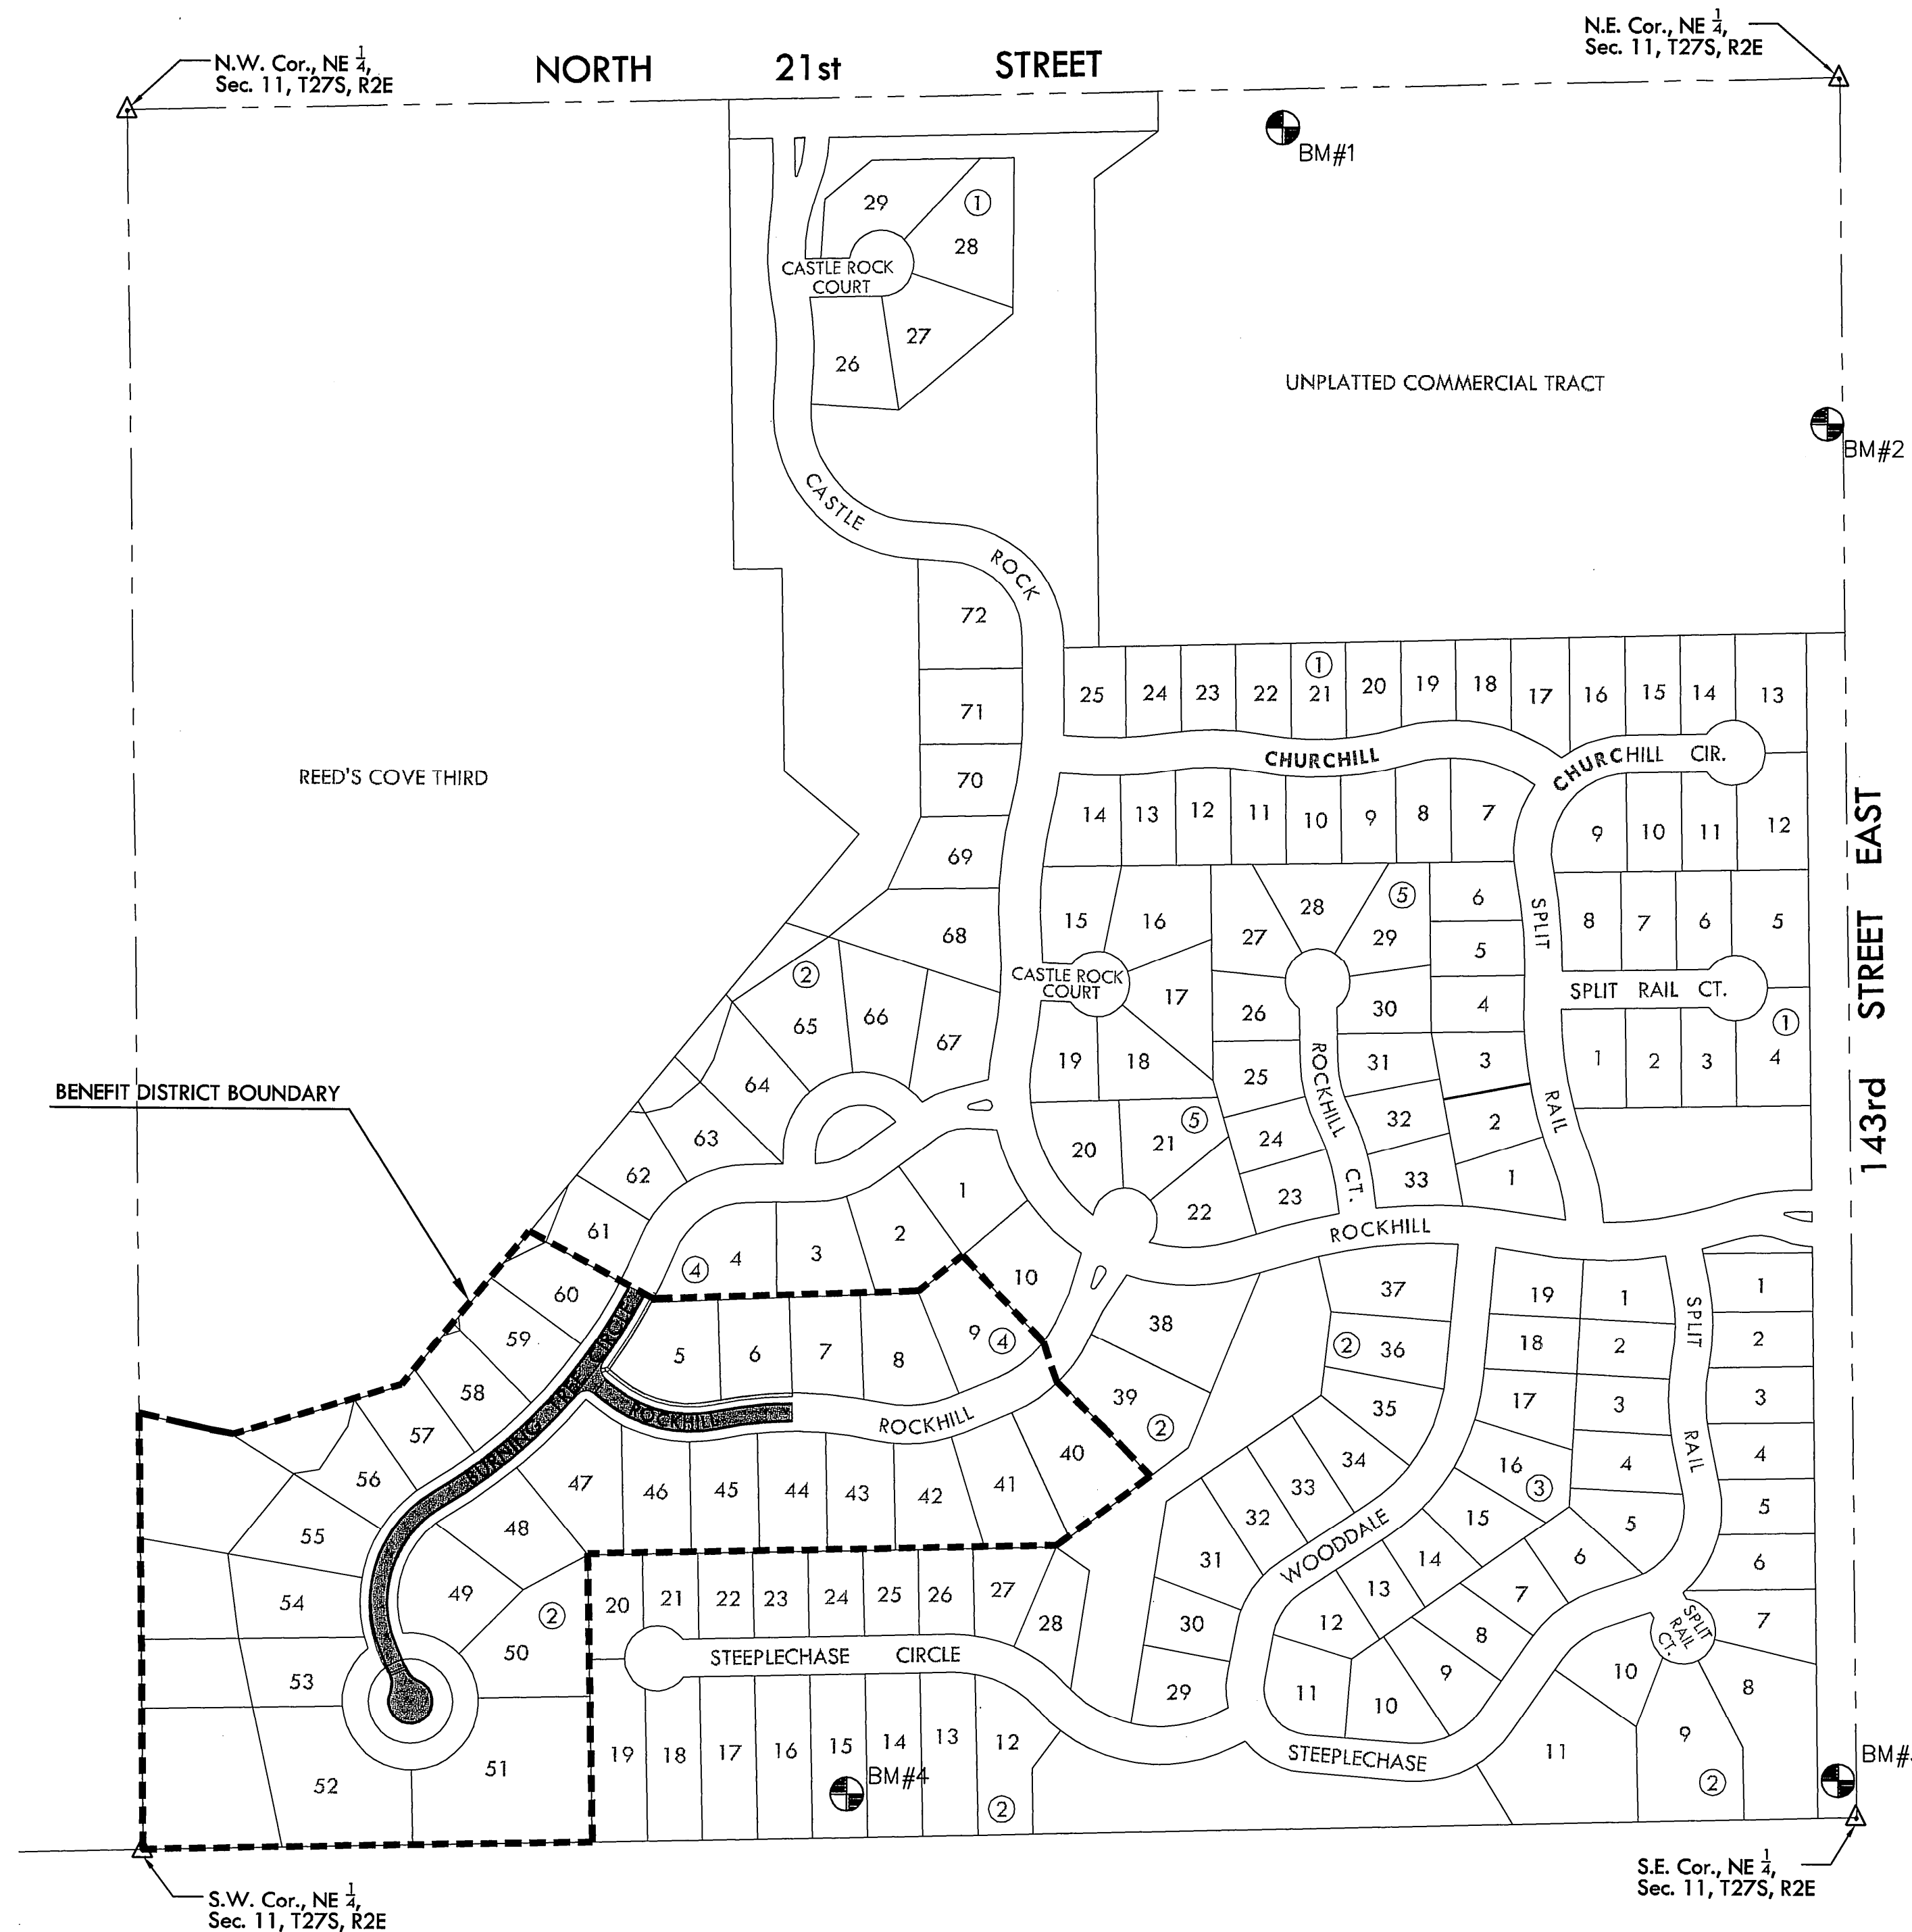 N.W. Cor., NE 1/4,
Sec. 11, T27S, R2E
NORTH 21st STREET
N.E. Cor., NE 1/4,
Sec. 11, T27S, R2E
BM#1
29
1
28
CASTLE ROCK
COURT
27
26
UNPLATTED COMMERCIAL TRACT
BM#2
CASTLE ROCK
72
71
70
69
68
REED'S COVE THIRD
25 24 23 22 1 21 20 19 18 17 16 15 14 13
CHURCHILL
CHURCHILL CIR.
14 13 12 11 10 9 8 7
9 10 11 12
143rd STREET EAST
15 16
CASTLE ROCK
COURT
17
19 18
20 21 5
22
27 28 5 29
26 30
25 31
24 32
23 33
ROCKHILL CT.
6
5
4
3
2
1
SPLIT RAIL
8 7 6 5
SPLIT RAIL CT.
1
1 2 3 4
2
65 66 67
64
63
62
61
BENEFIT DISTRICT BOUNDARY
1
2
3
4 4
10
ROCKHILL
60
59
58
57
56
55
54
53
52
51
50 2
49
48
47
BURNING TREE CIRCLE
5 6 7 8 9 4
ROCKHILL
ROCKHILL
46 45 44 43 42 41 40
38
39
2
37
2 36
35
34
33
32
31
30
29
19 1
18 2
17 3
16 3 4
15 5
14 6
13 7
12 8
11 10 9
WOODDALE
SPLIT
RAIL
1
2
3
4
5
6
7
SPLIT
RAIL
CT.
10
9
8
2
11
20 21 22 23 24 25 26 27
28
STEEPLECHASE CIRCLE
19 18 17 16 15 14 13 12
BM#4
2
STEEPLECHASE
S.W. Cor., NE 1/4,
Sec. 11, T27S, R2E
S.E. Cor., NE 1/4,
Sec. 11, T27S, R2E
BM#